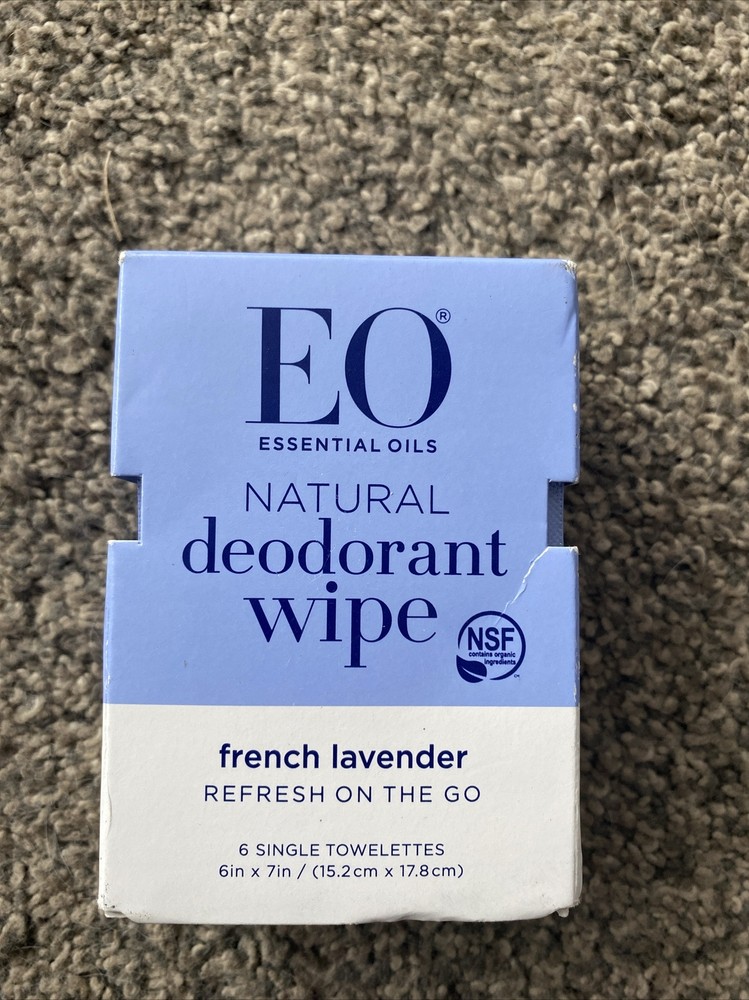 EO®
ESSENTIAL OILS
NATURAL
deodorant
wipe
NSF
contains organic
ingredients
french lavender
REFRESH ON THE GO
6 SINGLE TOWELETTES
6in x 7in / (15.2cm x 17.8cm)